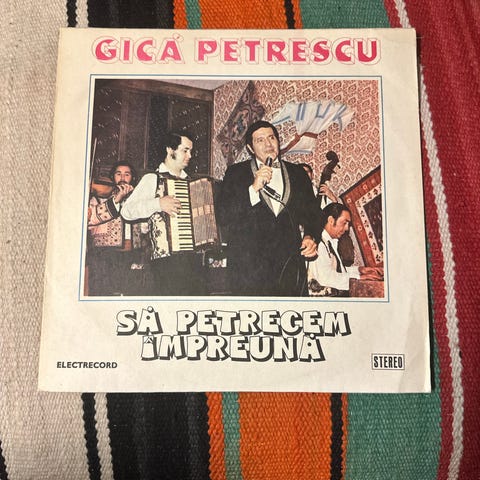 GICĂ PETRESCU
SĂ PETRECEM
ÎMPREUNĂ
ELECTRECORD
STEREO